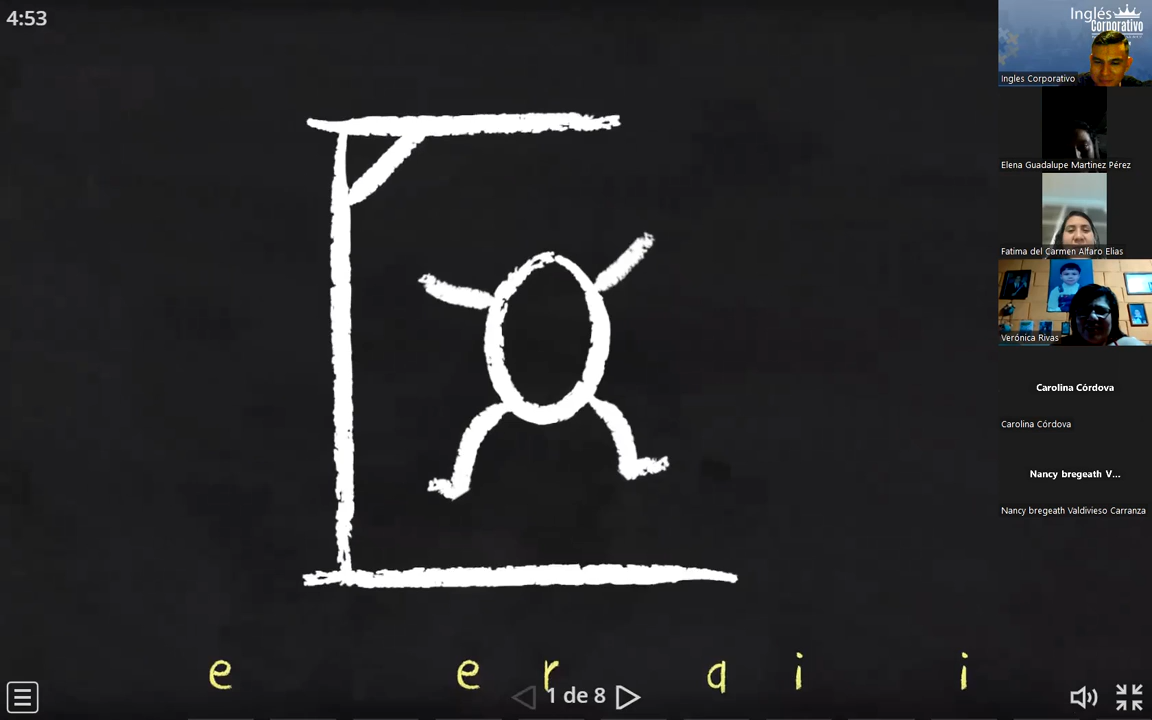 4:53
Inglés
Corporativo
Ingles Corporativo
Elena Guadalupe Martínez Pérez
Fatima del Carmen Alfaro Elias
Verónica Rivas
Carolina Córdova
Carolina Córdova
Nancy bregeath V...
Nancy bregeath Valdivieso Carranza
e e r a i i
1 de 8